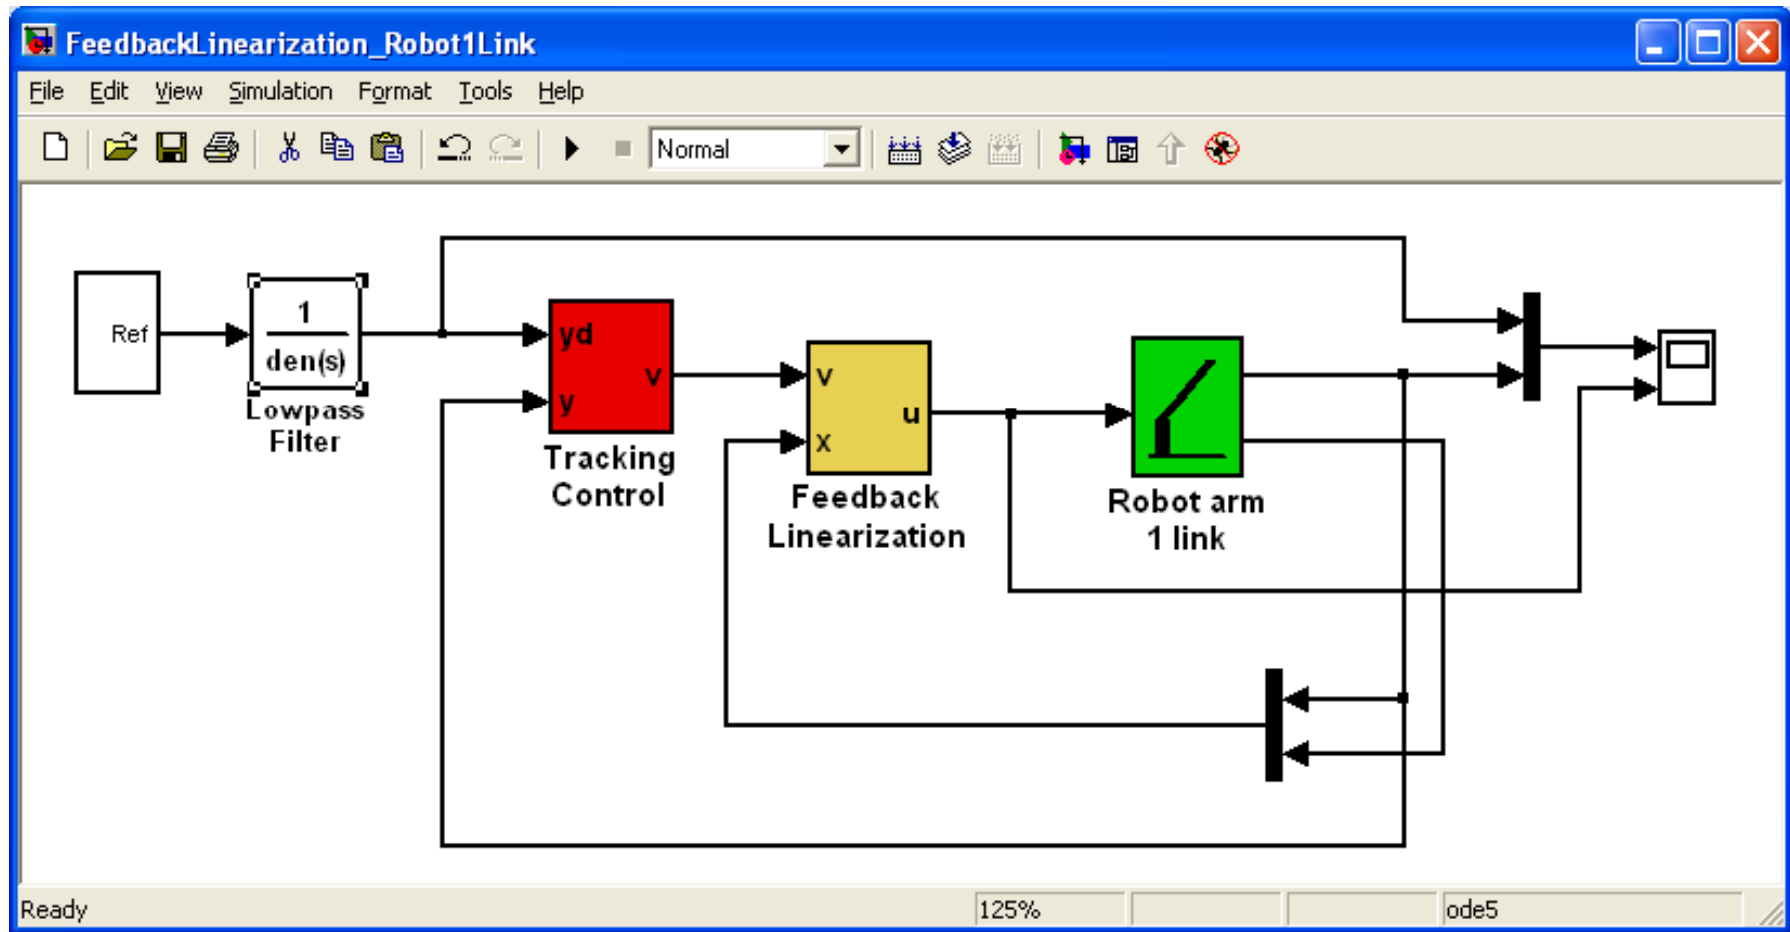 FeedbackLinearization_Robot1Link
File Edit View Simulation Format Tools Help
Normal
Ref
1
den(s)
Lowpass
Filter
yd
v
y
Tracking
Control
v
u
x
Feedback
Linearization
Robot arm
1 link
Ready 125% ode5